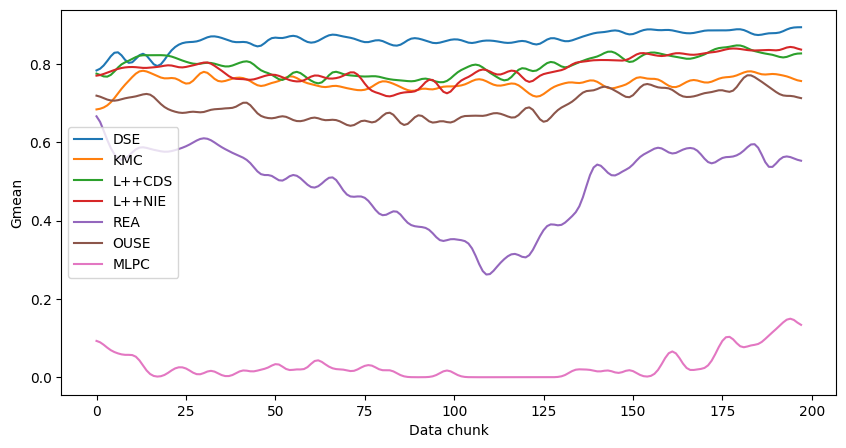 0.8
0.6
0.4
0.2
0.0
Gmean
DSE
KMC
L++CDS
L++NIE
REA
OUSE
MLPC
0 25 50 75 100 125 150 175 200
Data chunk